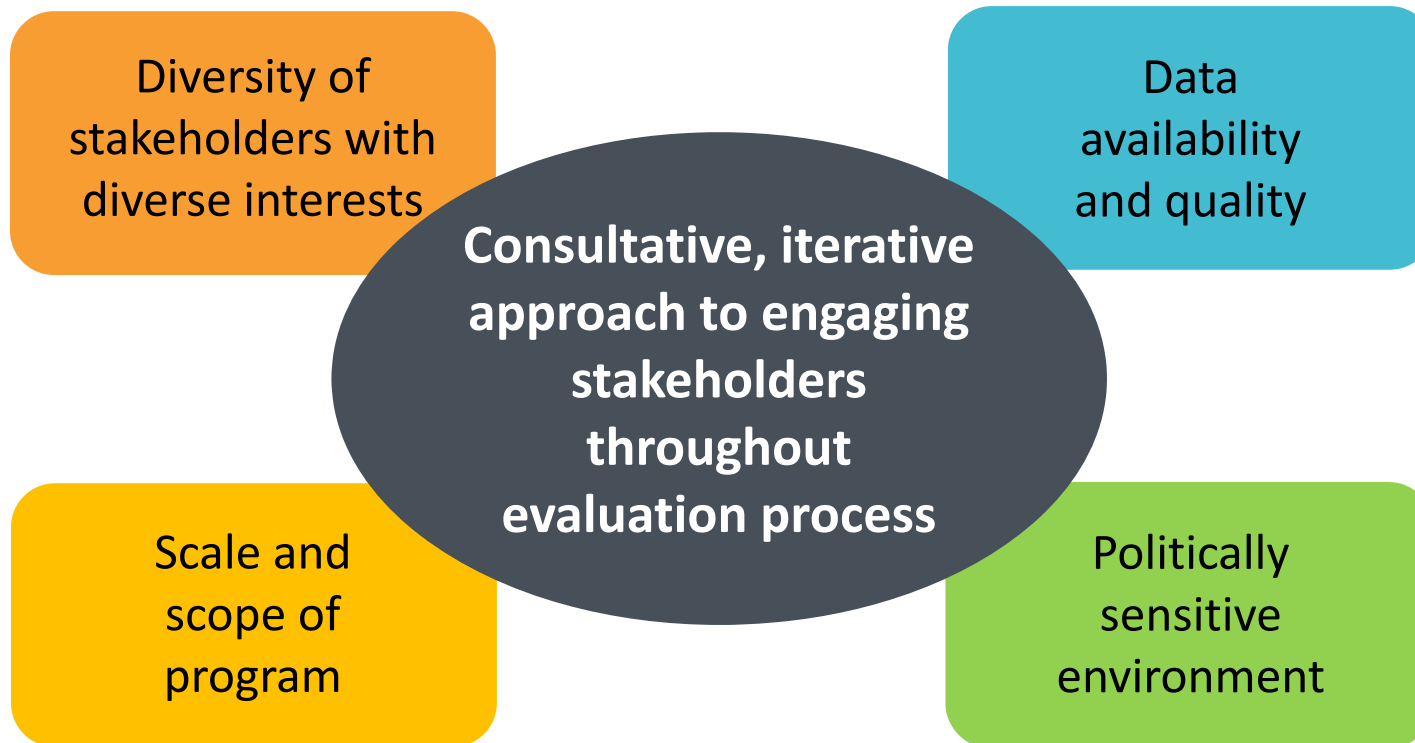 Diversity of
stakeholders with
diverse interests
Data
availability
and quality
Consultative, iterative
approach to engaging
stakeholders
throughout
evaluation process
Scale and
scope of
program
Politically
sensitive
environment